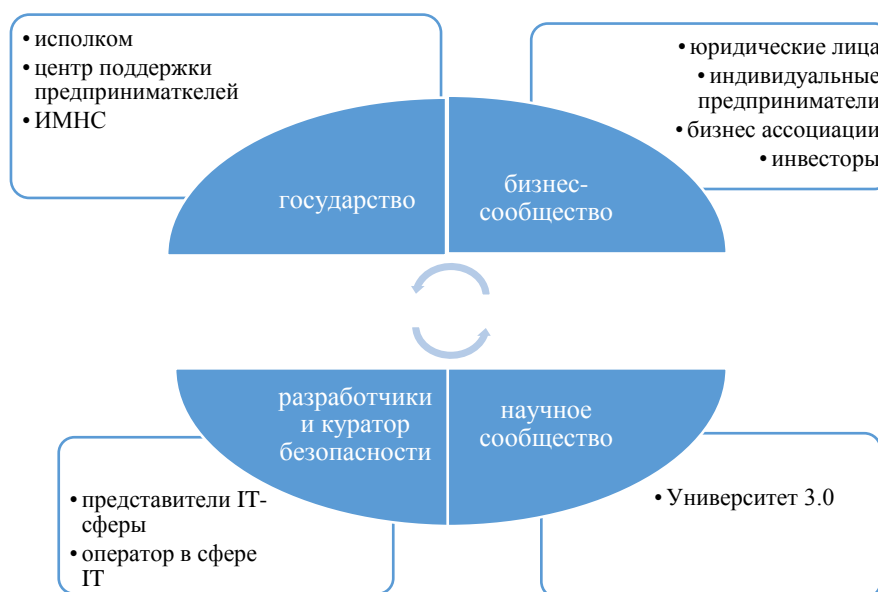 • исполком
• центр поддержки
предприниматкелей
• ИМНС
• юридические лица
• индивидуальные
предприниматели
• бизнес ассоциации
• инвесторы
государство
бизнес-
сообщество
разработчики
и куратор
безопасности
научное
сообщество
• представители IT-
сферы
• оператор в сфере
IT
• Университет 3.0